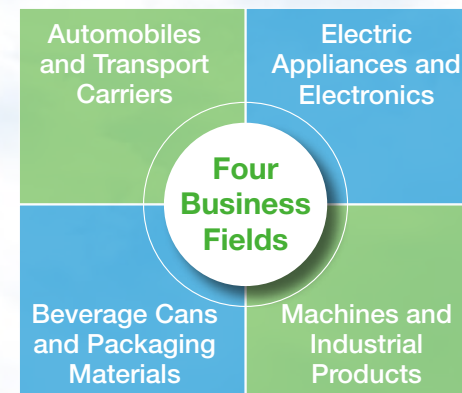 Automobiles
and Transport
Carriers
Electric
Appliances and
Electronics
Four
Business
Fields
Beverage Cans
and Packaging
Materials
Machines and
Industrial
Products